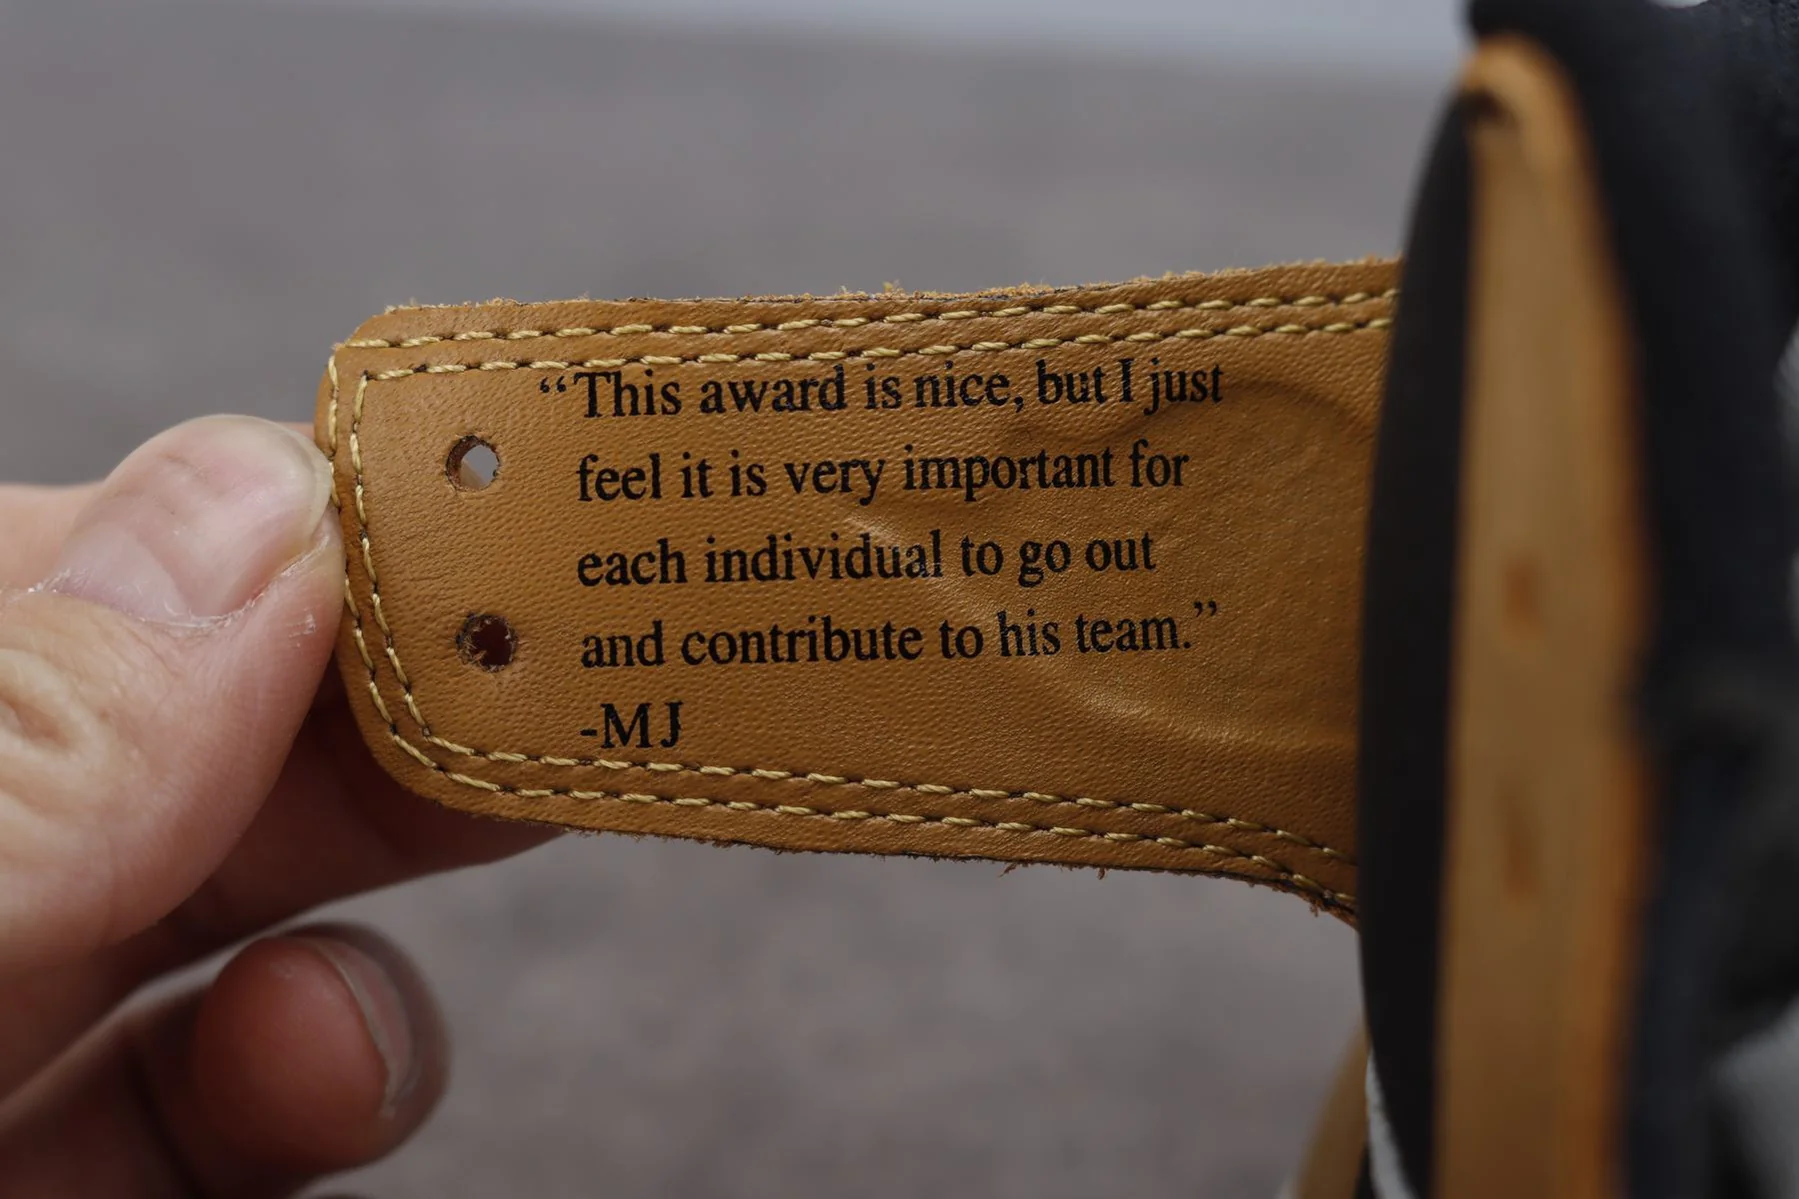 “This award is nice, but I just
feel it is very important for
each individual to go out
and contribute to his team.”
-MJ